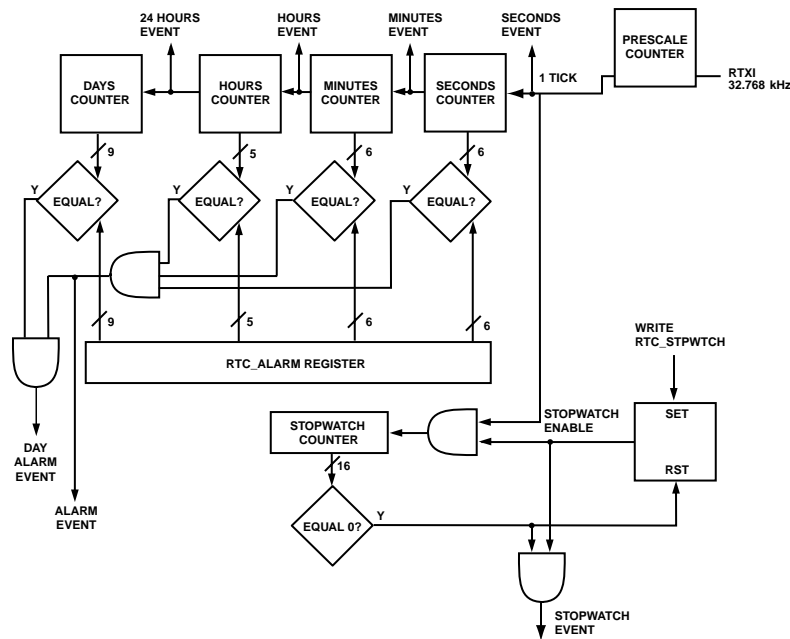 24 HOURS
EVENT
HOURS
EVENT
MINUTES
EVENT
SECONDS
EVENT
PRESCALE
COUNTER
1 TICK
RTXI
32.768 kHz
DAYS
COUNTER
HOURS
COUNTER
MINUTES
COUNTER
SECONDS
COUNTER
9
5
6
6
Y
EQUAL?
Y
EQUAL?
Y
EQUAL?
Y
EQUAL?
9
5
6
6
RTC_ALARM REGISTER
WRITE
RTC_STPWTCH
DAY
ALARM
EVENT
ALARM
EVENT
STOPWATCH
COUNTER
STOPWATCH
ENABLE
SET
RST
16
EQUAL 0?
Y
STOPWATCH
EVENT